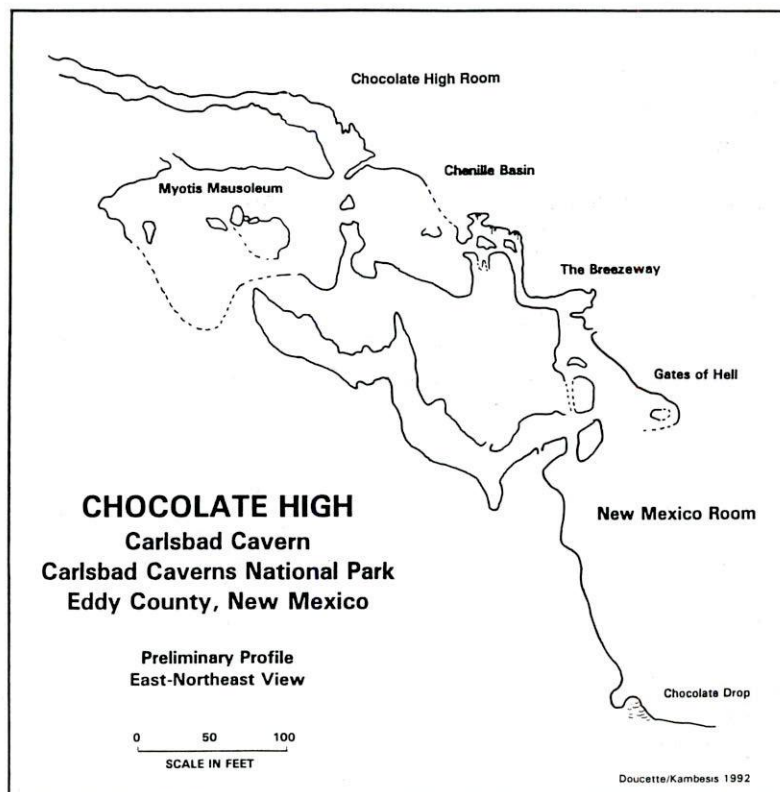 Chocolate High Room
Chenille Basin
Myotis Mausoleum
The Breezeway
Gates of Hell
CHOCOLATE HIGH
Carlsbad Cavern
Carlsbad Caverns National Park
Eddy County, New Mexico
New Mexico Room
Preliminary Profile
East-Northeast View
Chocolate Drop
0 50 100
SCALE IN FEET
Doucette/Kambesis 1992